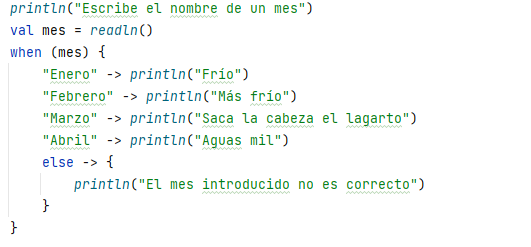 println("Escribe el nombre de un mes")
val mes = readln()
when (mes) {
    "Enero" -> println("Frío")
    "Febrero" -> println("Más frío")
    "Marzo" -> println("Saca la cabeza el lagarto")
    "Abril" -> println("Aguas mil")
    else -> {
        println("El mes introducido no es correcto")
    }
}